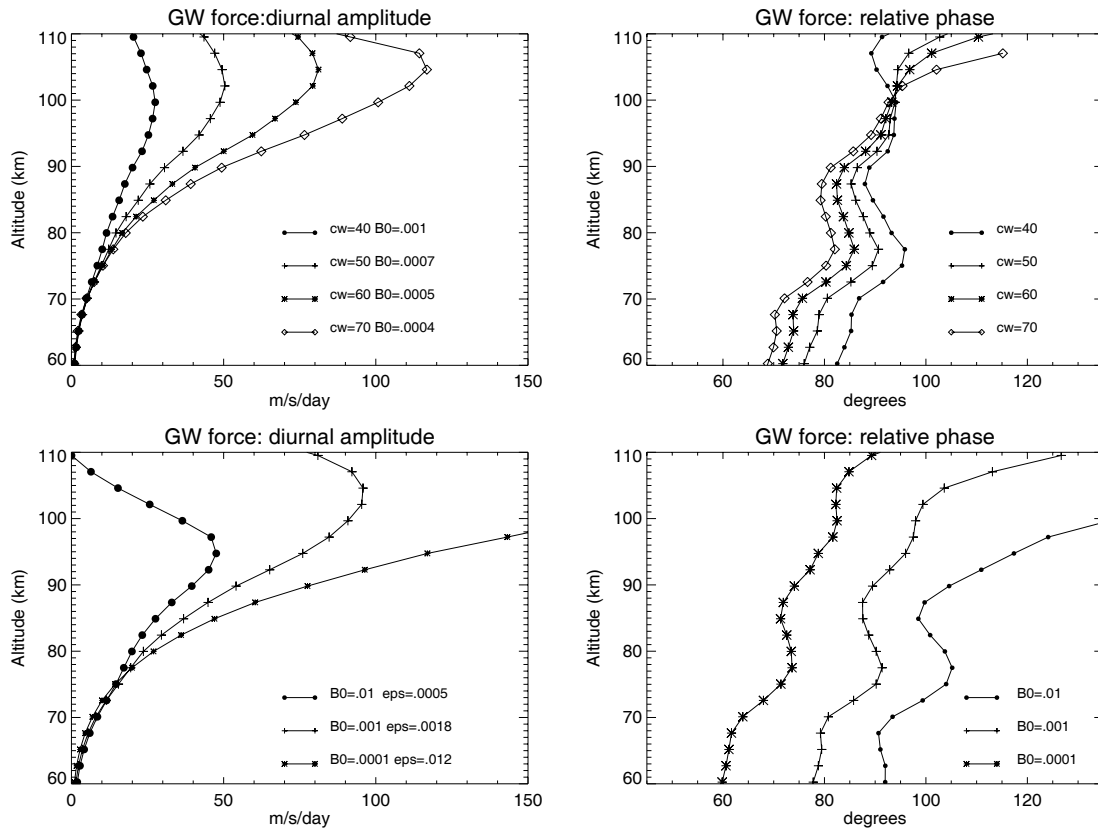 GW force:diurnal amplitude
110
100
90
80
70
60
Altitude (km)
cw=40 B0=.001
cw=50 B0=.0007
cw=60 B0=.0005
cw=70 B0=.0004
0 50 100 150
m/s/day
GW force: relative phase
110
100
90
80
70
60
Altitude (km)
cw=40
cw=50
cw=60
cw=70
60 80 100 120
degrees
GW force: diurnal amplitude
110
100
90
80
70
60
Altitude (km)
B0=.01 eps=.0005
B0=.001 eps=.0018
B0=.0001 eps=.012
0 50 100 150
m/s/day
GW force: relative phase
110
100
90
80
70
60
Altitude (km)
B0=.01
B0=.001
B0=.0001
60 80 100 120
degrees